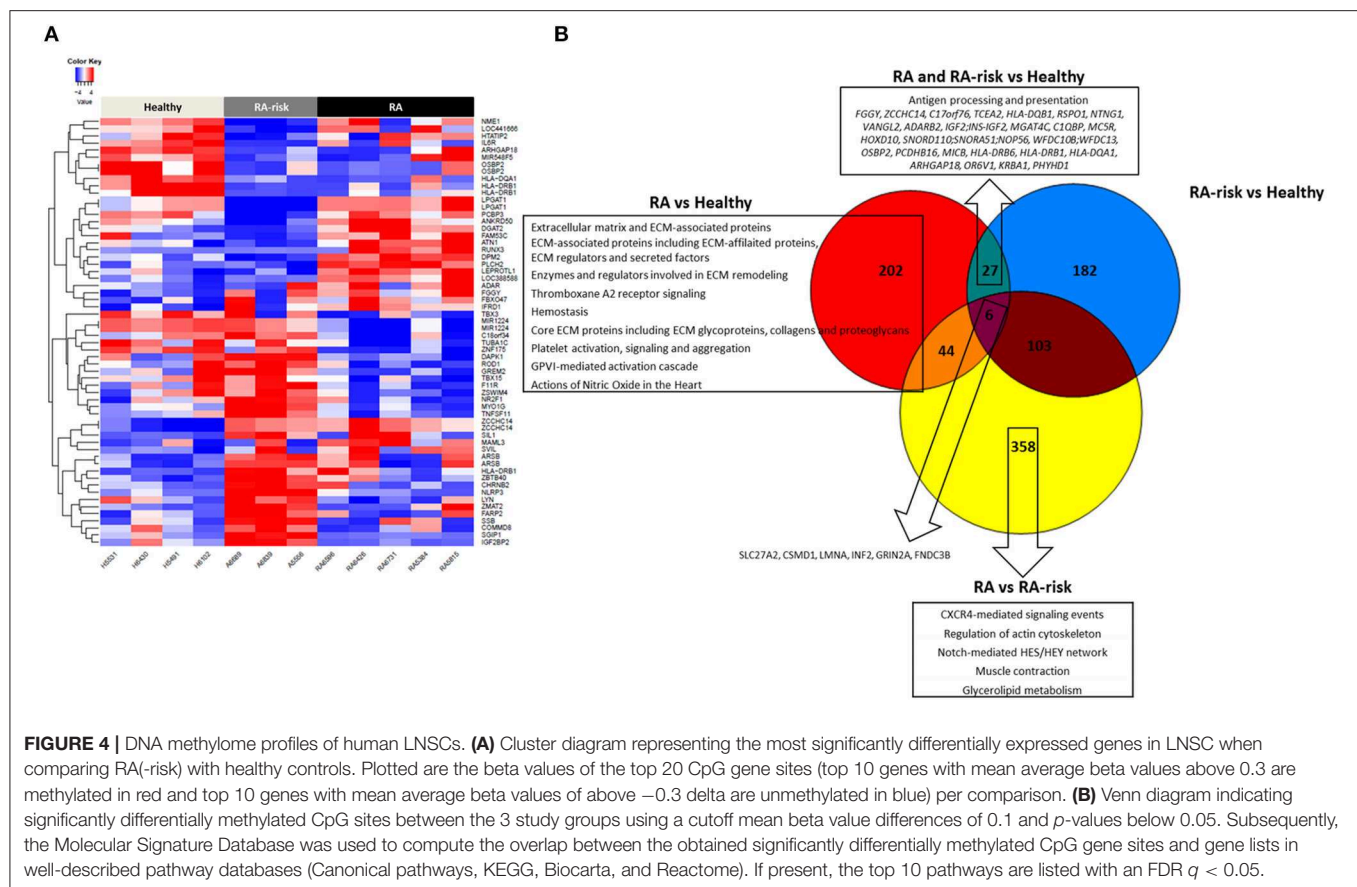 A
B
Color Key
−4 4
Value
Healthy
RA-risk
RA
NME1
LOC441666
HTATIP2
IL6R
ARHGAP18
MIR548F5
OSBP2
OSBP2
HLA−DQA1
HLA−DRB1
HLA−DRB1
LPGAT1
LPGAT1
PCBP3
ANKRD50
DGAT2
FAM53C
ATN1
RUNX3
DPM2
PLCH2
LEPROTL1
LOC388588
ADAR
FGGY
FBXO47
IFRD1
TBX3
MIR1224
MIR1224
C18orf34
TUBA1C
ZNF175
DAPK1
ROD1
GREM2
TBX15
F11R
ZSWIM4
NR2F1
MYO1G
TNFSF11
ZCCHC14
ZCCHC14
SIL1
MAML3
SVIL
ARSB
ARSB
HLA−DRB1
ZBTB40
CHRNB2
NLRP3
LYN
ZMAT2
FARP2
SSB
COMMD8
SGIP1
IGF2BP2
H5531
H6430
H5491
H6102
A6989
A6839
A5568
RA6596
RA6426
RA6731
RA5384
RA5815
RA and RA-risk vs Healthy
Antigen processing and presentation
FGGY, ZCCHC14, C17orf76, TCEA2, HLA-DQB1, RSPO1, NTNG1,
VANGL2, ADARB2, IGF2;INS-IGF2, MGAT4C, C1QBP, MC5R,
HOXD10, SNORD110;SNORA51;NOP56, WFDC10B;WFDC13,
OSBP2, PCDHB16, MICB, HLA-DRB6, HLA-DRB1, HLA-DQA1,
ARHGAP18, OR6V1, KRBA1, PHYHD1
RA-risk vs Healthy
RA vs Healthy
Extracellular matrix and ECM-associated proteins
ECM-associated proteins including ECM-affilaited proteins,
ECM regulators and secreted factors
Enzymes and regulators involved in ECM remodeling
Thromboxane A2 receptor signaling
Hemostasis
Core ECM proteins including ECM glycoproteins, collagens and proteoglycans
Platelet activation, signaling and aggregation
GPVI-mediated activation cascade
Actions of Nitric Oxide in the Heart
202
27
182
6
44
103
358
SLC27A2, CSMD1, LMNA, INF2, GRIN2A, FNDC3B
RA vs RA-risk
CXCR4-mediated signaling events
Regulation of actin cytoskeleton
Notch-mediated HES/HEY network
Muscle contraction
Glycerolipid metabolism
FIGURE 4 | DNA methylome profiles of human LNSCs. (A) Cluster diagram representing the most significantly differentially expressed genes in LNSC when
comparing RA(-risk) with healthy controls. Plotted are the beta values of the top 20 CpG gene sites (top 10 genes with mean average beta values above 0.3 are
methylated in red and top 10 genes with mean average beta values of above −0.3 delta are unmethylated in blue) per comparison. (B) Venn diagram indicating
significantly differentially methylated CpG sites between the 3 study groups using a cutoff mean beta value differences of 0.1 and p-values below 0.05. Subsequently,
the Molecular Signature Database was used to compute the overlap between the obtained significantly differentially methylated CpG gene sites and gene lists in
well-described pathway databases (Canonical pathways, KEGG, Biocarta, and Reactome). If present, the top 10 pathways are listed with an FDR q < 0.05.